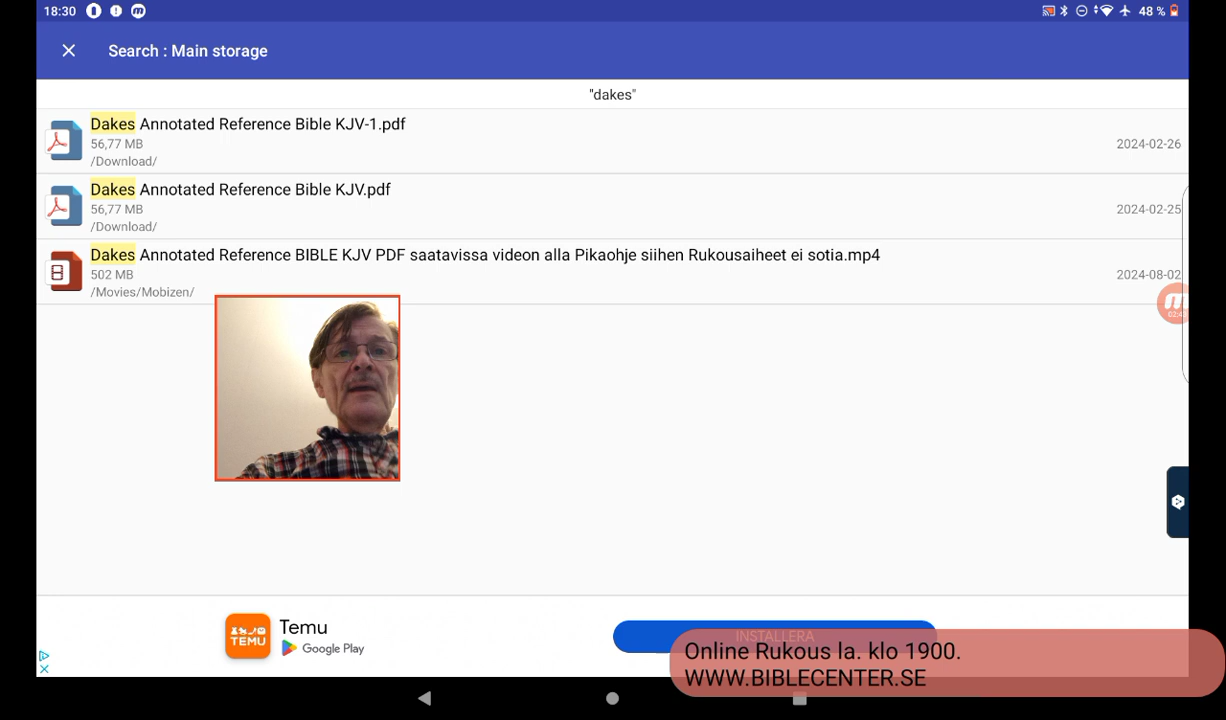 18:30
48 %
Search : Main storage
"dakes"
Dakes Annotated Reference Bible KJV-1.pdf
56,77 MB
2024-02-26
/Download/
Dakes Annotated Reference Bible KJV.pdf
56,77 MB
2024-02-25
/Download/
Dakes Annotated Reference BIBLE KJV PDF saatavissa videon alla Pikaohje siihen Rukousaiheet ei sotia.mp4
502 MB
2024-08-02
/Movies/Mobizen/
TEMU
Temu
Google Play
INSTALLERA
Online Rukous la. klo 1900.
WWW.BIBLECENTER.SE